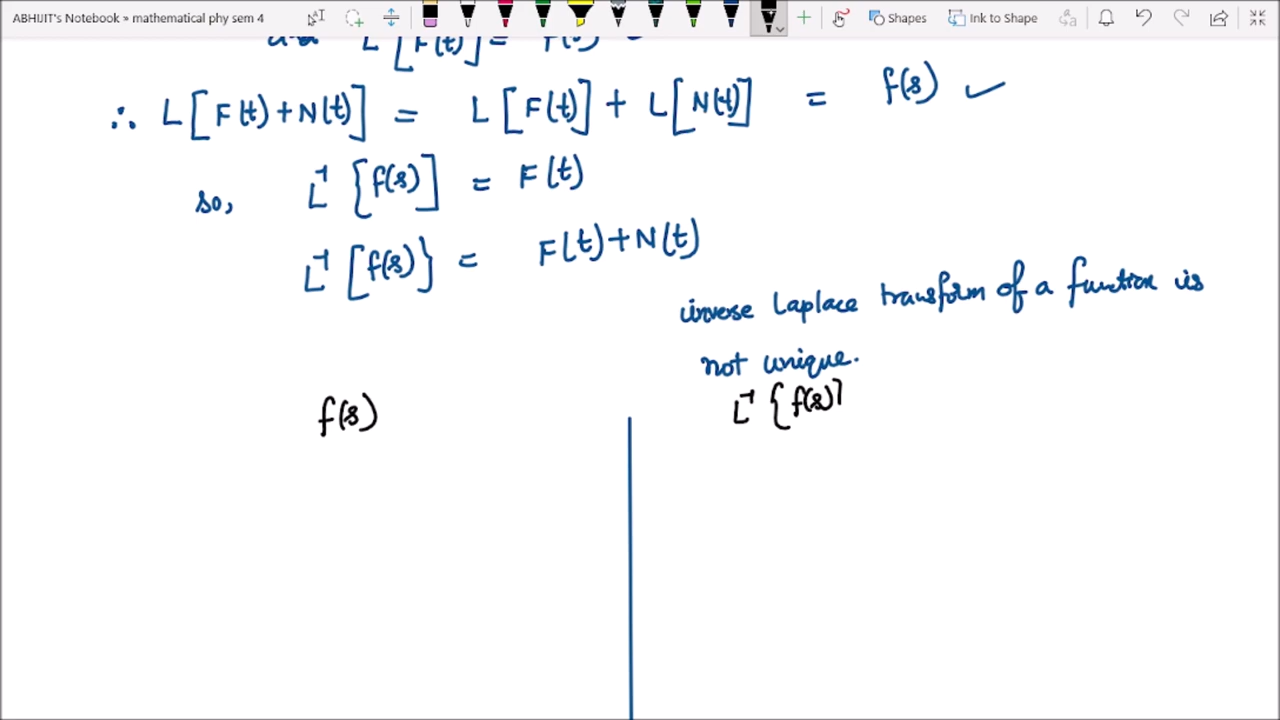 ABHIJIT's Notebook » mathematical phy sem 4
Shapes
Ink to Shape
L[F(t)] = f(s)
∴ L[F(t)+N(t)] = L[F(t)] + L[N(t)] = f(s) ✓
so, L⁻¹[f(s)] = F(t)
L⁻¹[f(s)} = F(t)+N(t)
inverse Laplace transform of a function is
not unique.
f(s)
L⁻¹{f(s)]